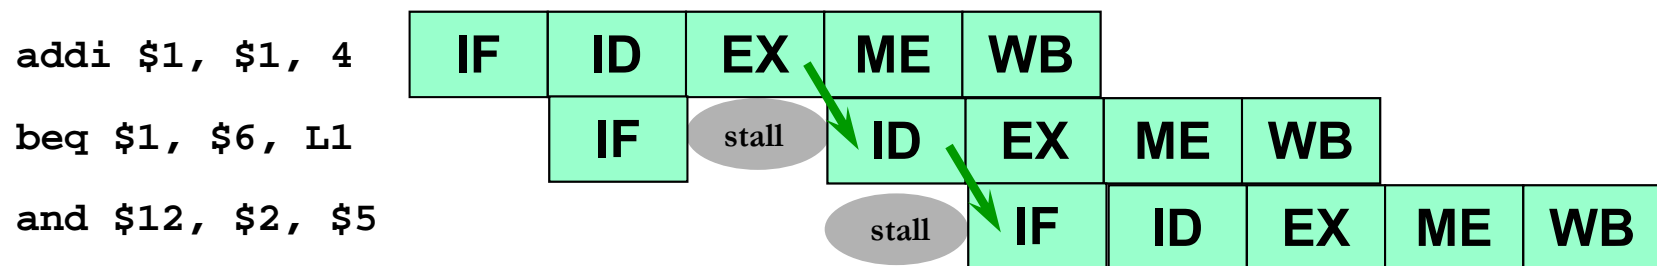 addi $1, $1, 4 IF ID EX ME WB
beq $1, $6, L1 IF stall ID EX ME WB
and $12, $2, $5 stall IF ID EX ME WB